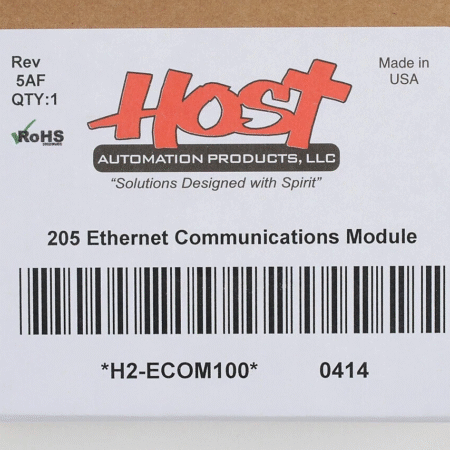 Rev
5AF
QTY:1
Made in
USA
RoHS
HOST
AUTOMATION PRODUCTS, LLC
“Solutions Designed with Spirit”
205 Ethernet Communications Module
*H2-ECOM100* 0414